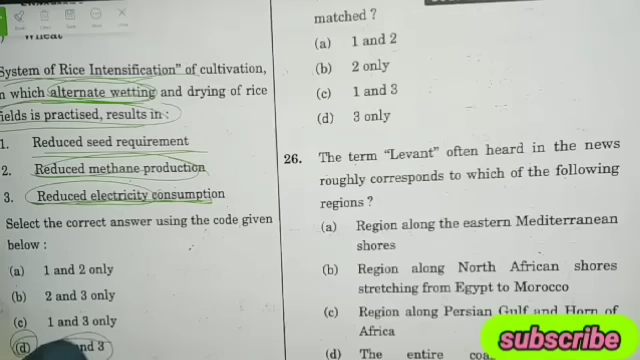 Wheat
System of Rice Intensification" of cultivation,
which alternate wetting and drying of rice
fields is practised, results in :
1. Reduced seed requirement
2. Reduced methane production
3. Reduced electricity consumption
Select the correct answer using the code given
below :
(a) 1 and 2 only
(b) 2 and 3 only
(c) 1 and 3 only
(d) and 3
matched ?
(a) 1 and 2
(b) 2 only
(c) 1 and 3
(d) 3 only
26. The term "Levant" often heard in the news
roughly corresponds to which of the following
regions ?
(a) Region along the eastern Mediterranean
shores
(b) Region along North African shores
stretching from Egypt to Morocco
(c) Region along Persian Gulf and Horn of
Africa
(d) The entire
subscribe